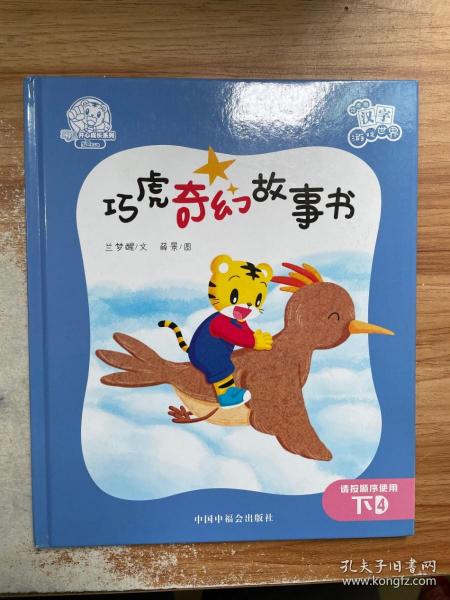 开心成长系列
汉字
游戏世界
巧虎奇幻故事书
兰梦醒/文 薛景/图
请按顺序使用
下4
中国中福会出版社
孔夫子旧书网
www.kongfz.com